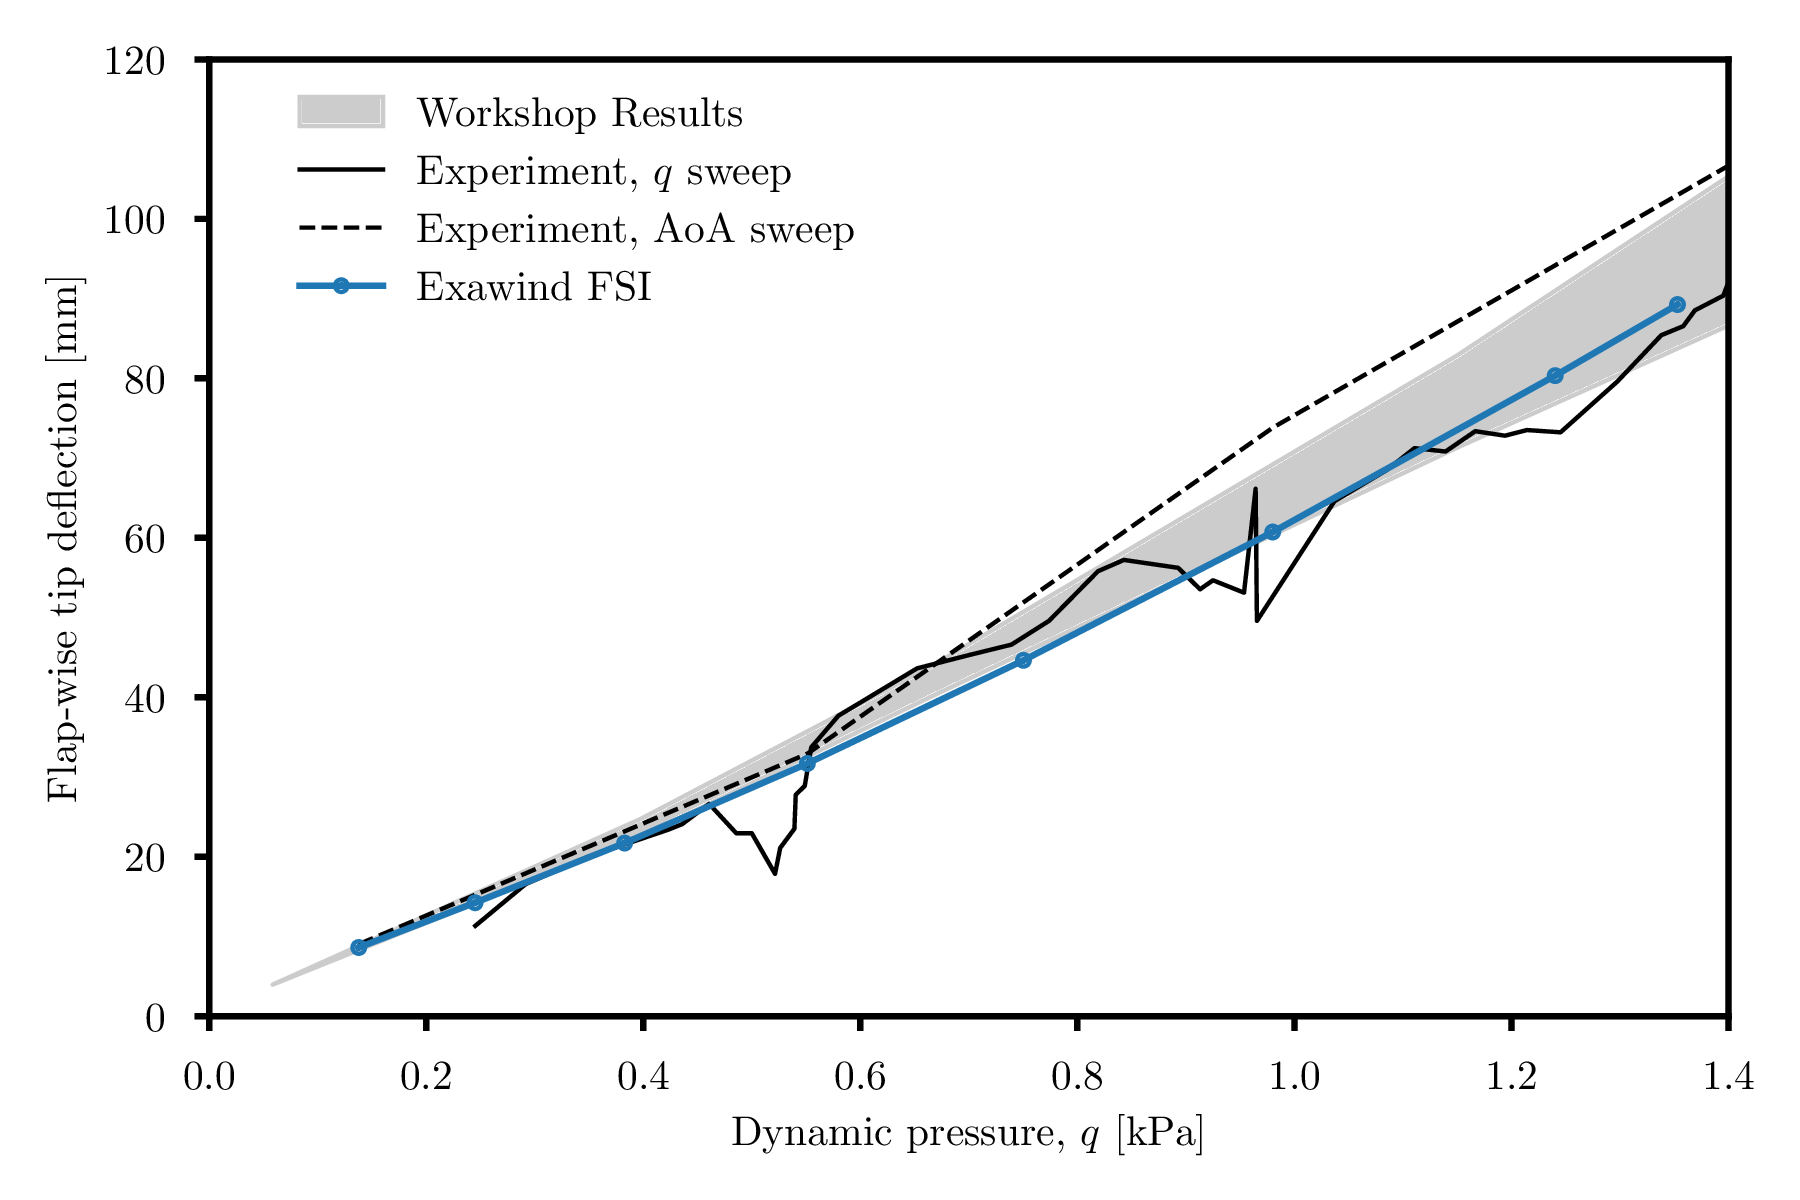 120
100
80
60
40
20
0
Flap-wise tip deflection [mm]
Workshop Results
Experiment, q sweep
Experiment, AoA sweep
Exawind FSI
0.0 0.2 0.4 0.6 0.8 1.0 1.2 1.4
Dynamic pressure, q [kPa]